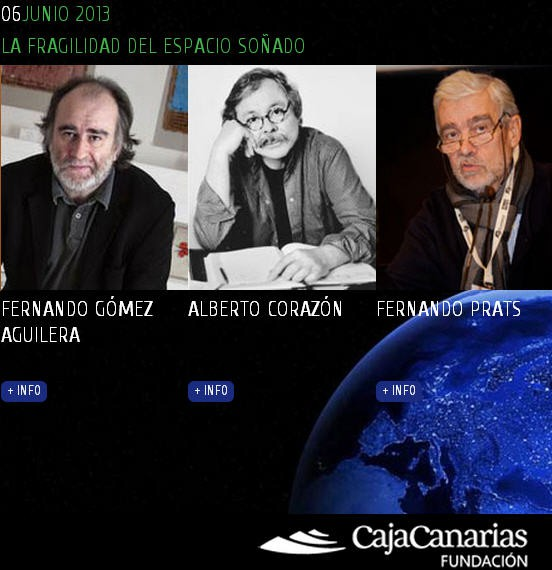 06JUNIO 2013
LA FRAGILIDAD DEL ESPACIO SOÑADO
FERNANDO GÓMEZ
AGUILERA
ALBERTO CORAZÓN
FERNANDO PRATS
+ INFO
+ INFO
+ INFO
CajaCanarias
FUNDACIÓN